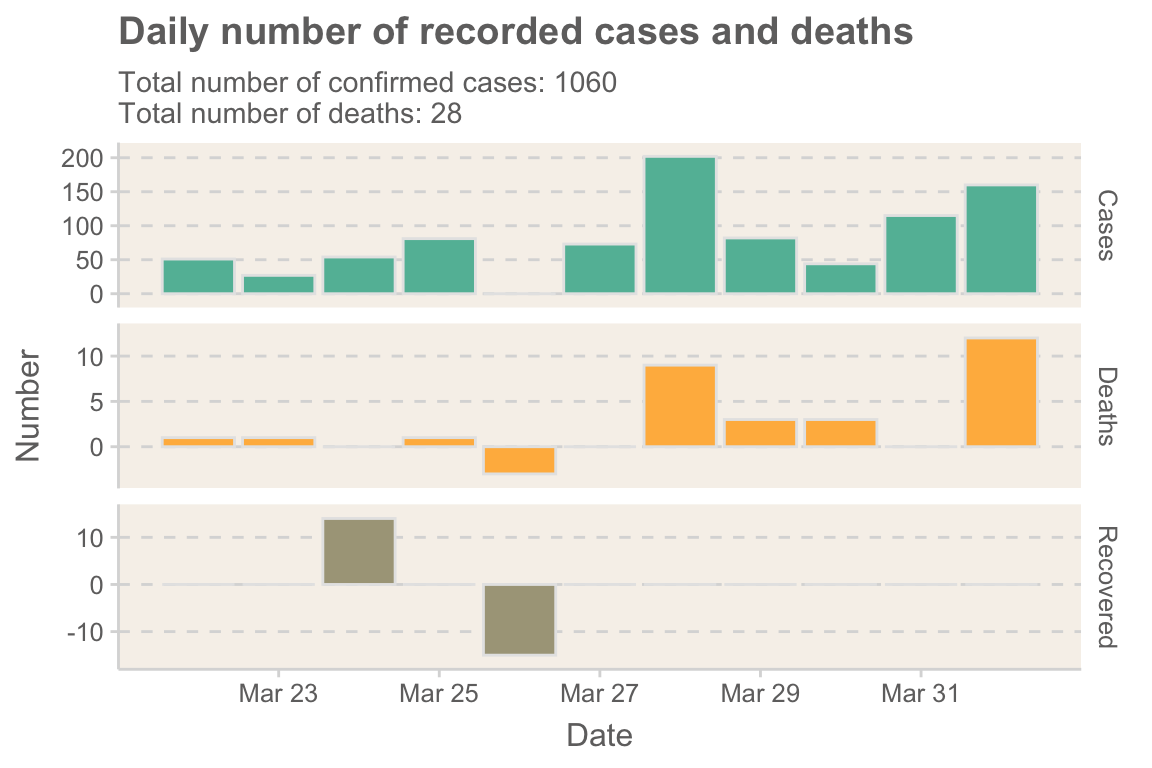 Daily number of recorded cases and deaths
Total number of confirmed cases: 1060
Total number of deaths: 28
200
150
100
50
0
Cases
10
5
0
Deaths
10
0
-10
Recovered
Number
Mar 23 Mar 25 Mar 27 Mar 29 Mar 31
Date